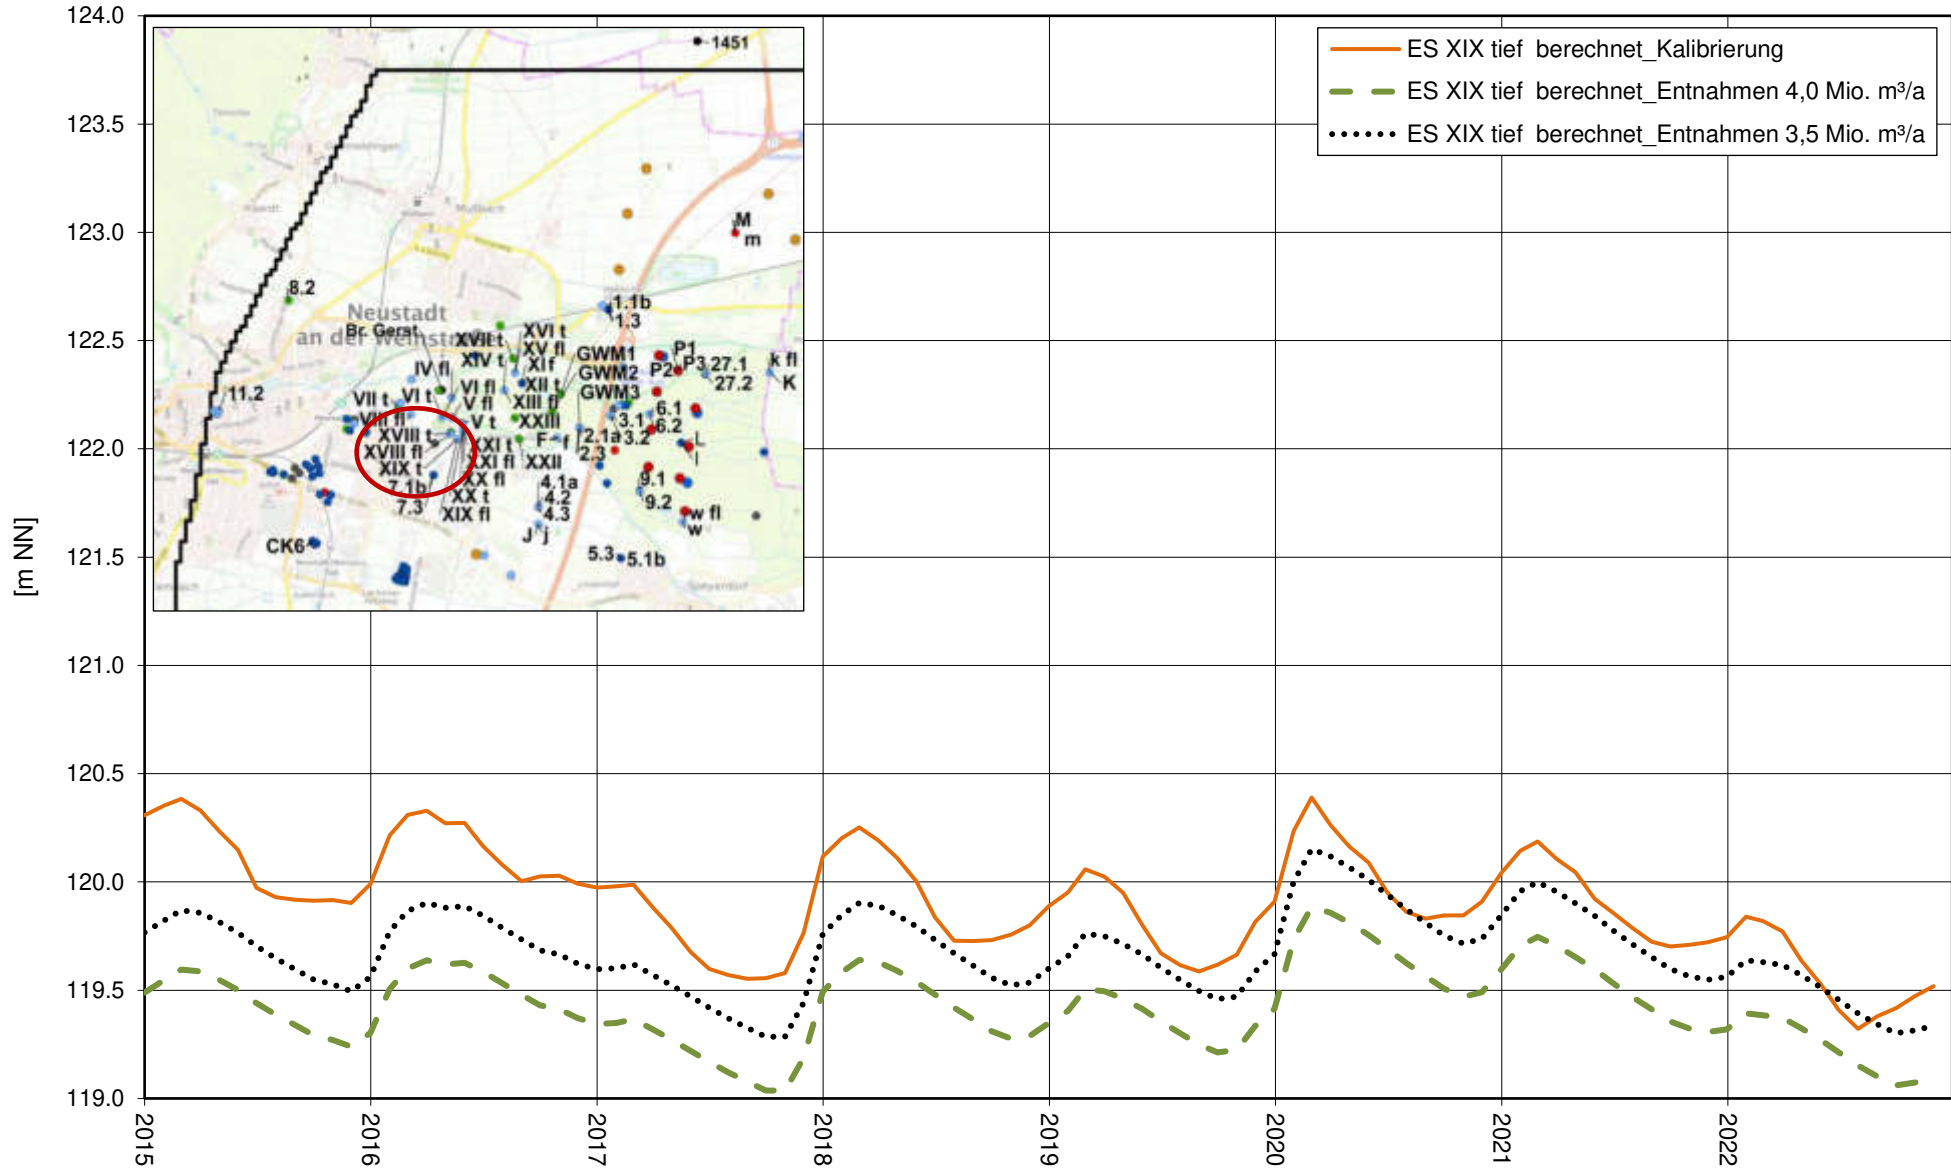 124.0
123.5
123.0
122.5
122.0
121.5
121.0
120.5
120.0
119.5
119.0
[m NN]
ES XIX tief berechnet_Kalibrierung
ES XIX tief berechnet_Entnahmen 4,0 Mio. m³/a
ES XIX tief berechnet_Entnahmen 3,5 Mio. m³/a
1451
M
m
8.2
Neustadt
an der Weinstraße
Br. Gerst.
1.1b
1.3
XVI t
XVII t
XV fl
XIV t
XI f
GWM1
GWM2
GWM3
P1
P2
P3
27.1
27.2
k fl
K
IV fl
VI fl
V fl
XII t
XIII fl
11.2
VII t
VI t
VIII fl
V t
XXIII
3.1
3.2
6.1
6.2
XVIII t
XVIII fl
XXI t
XXI fl
XXII
F
f
2.1a
2.3
L
l
XIX t
XX fl
7.1b
7.3
XX t
XIX fl
4.1a
4.2
4.3
9.1
9.2
J
j
w fl
w
CK6
5.3
5.1b
2015
2016
2017
2018
2019
2020
2021
2022